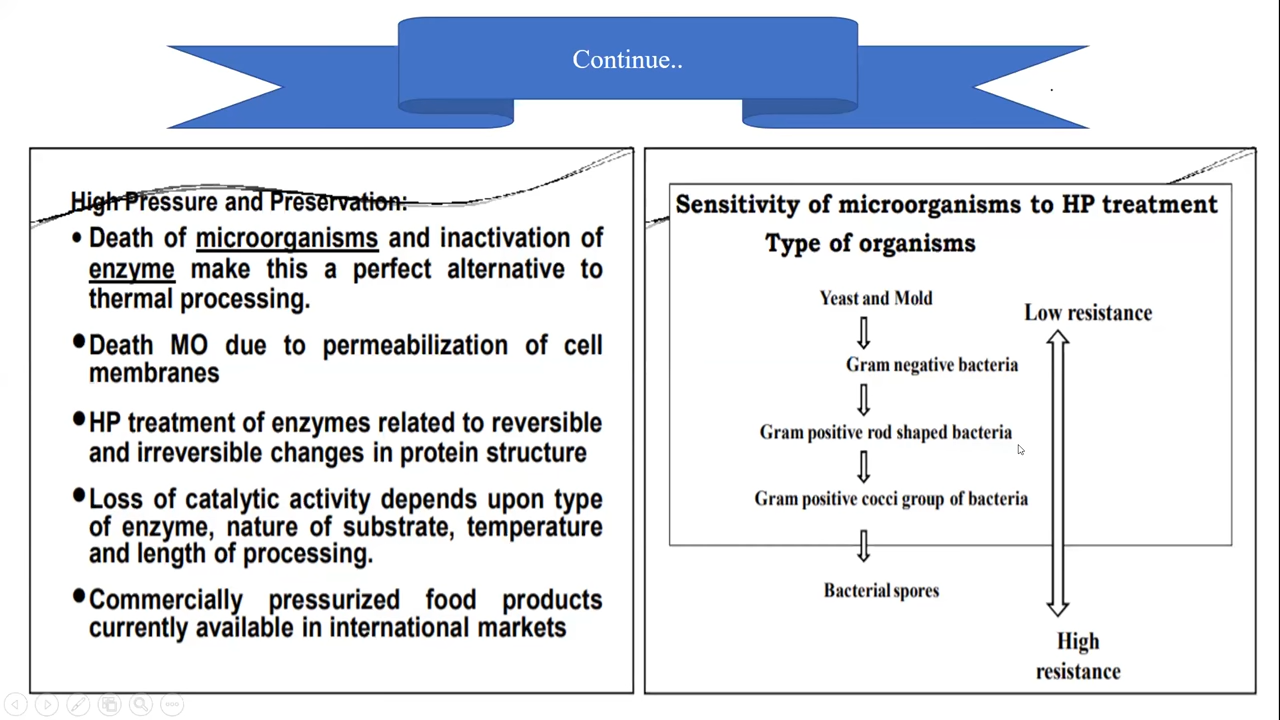 Continue..
High Pressure and Preservation:
• Death of microorganisms and inactivation of
enzyme make this a perfect alternative to
thermal processing.
• Death MO due to permeabilization of cell
membranes
• HP treatment of enzymes related to reversible
and irreversible changes in protein structure
• Loss of catalytic activity depends upon type
of enzyme, nature of substrate, temperature
and length of processing.
• Commercially pressurized food products
currently available in international markets
Sensitivity of microorganisms to HP treatment
Type of organisms
Yeast and Mold
Low resistance
Gram negative bacteria
Gram positive rod shaped bacteria
Gram positive cocci group of bacteria
Bacterial spores
High
resistance